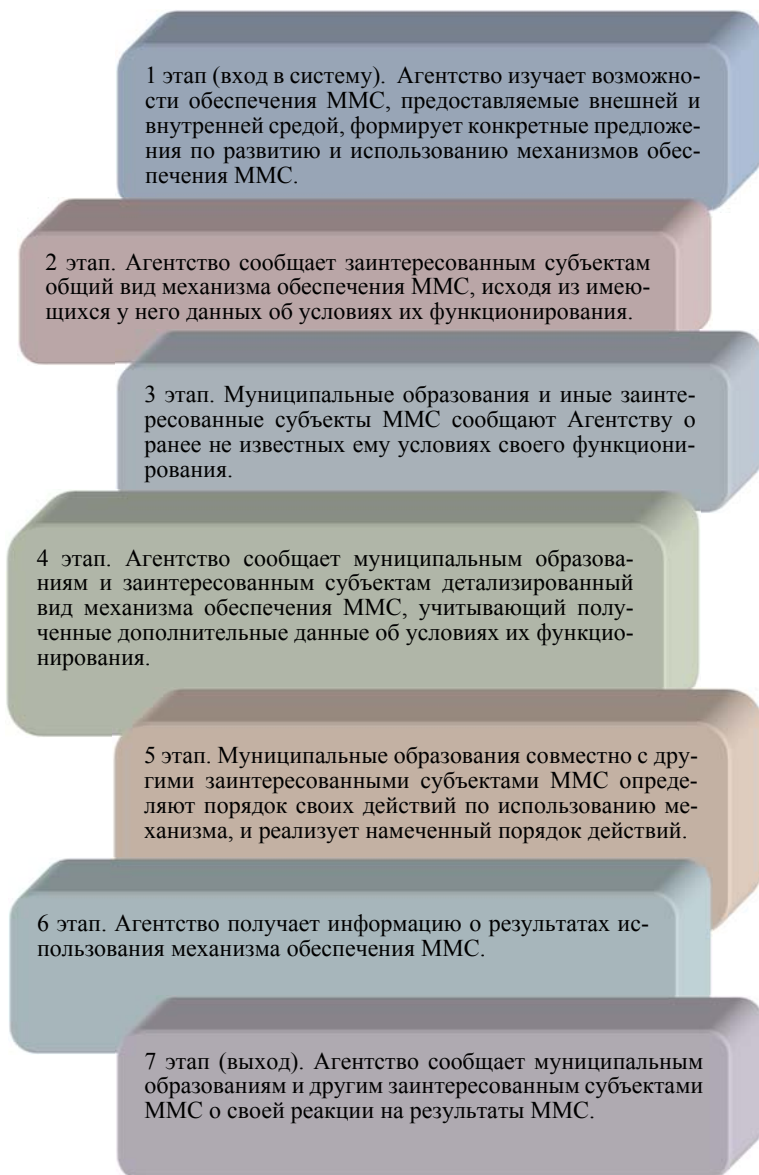 1 этап (вход в систему). Агентство изучает возможно-
сти обеспечения ММС, предоставляемые внешней и
внутренней средой, формирует конкретные предложе-
ния по развитию и использованию механизмов обес-
печения ММС.
2 этап. Агентство сообщает заинтересованным субъектам
общий вид механизма обеспечения ММС, исходя из имею-
щихся у него данных об условиях их функционирования.
3 этап. Муниципальные образования и иные заинте-
ресованные субъекты ММС сообщают Агентству о
ранее не известных ему условиях своего функциони-
рования.
4 этап. Агентство сообщает муниципальным образова-
ниям и заинтересованным субъектам детализированный
вид механизма обеспечения ММС, учитывающий полу-
ченные дополнительные данные об условиях их функцио-
нирования.
5 этап. Муниципальные образования совместно с дру-
гими заинтересованными субъектами ММС опреде-
ляют порядок своих действий по использованию ме-
ханизма, и реализует намеченный порядок действий.
6 этап. Агентство получает информацию о результатах ис-
пользования механизма обеспечения ММС.
7 этап (выход). Агентство сообщает муниципальным
образованиям и другим заинтересованным субъектами
ММС о своей реакции на результаты ММС.